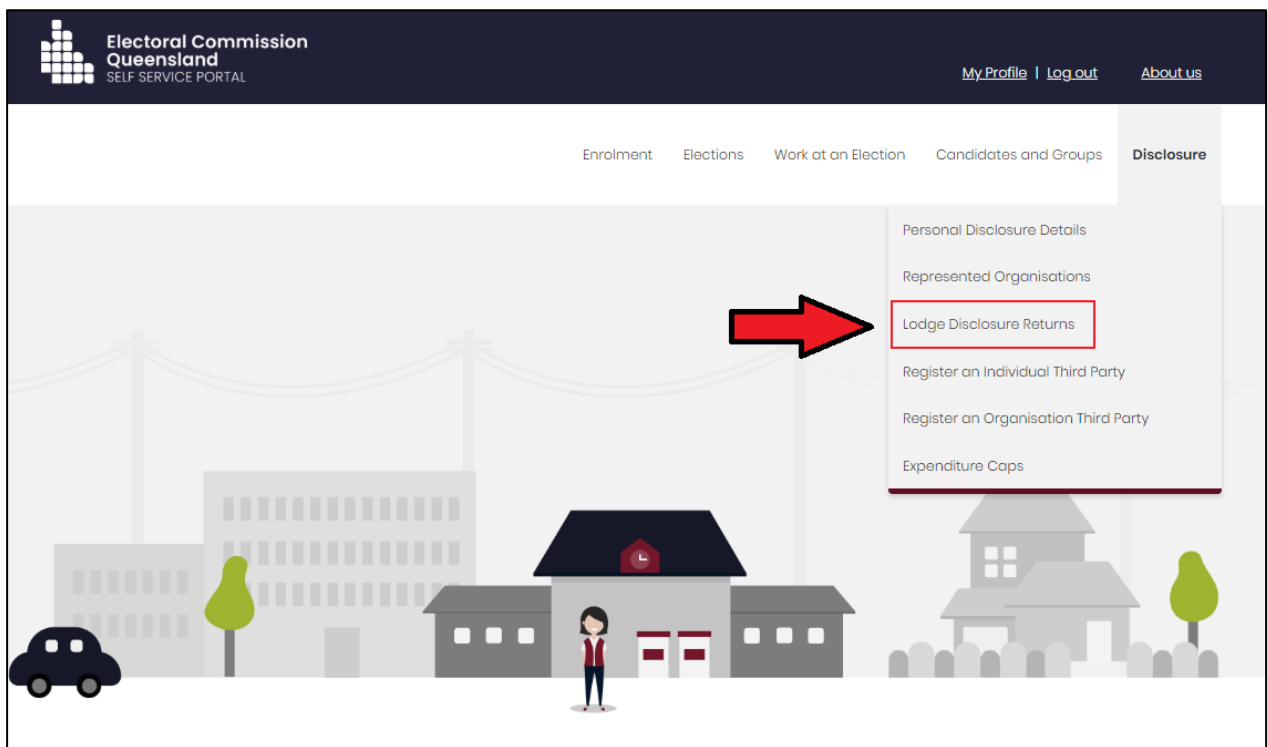 Electoral Commission
Queensland
SELF SERVICE PORTAL
My Profile | Log out About us
Enrolment Elections Work at an Election Candidates and Groups Disclosure
Personal Disclosure Details
Represented Organisations
Lodge Disclosure Returns
Register an Individual Third Party
Register an Organisation Third Party
Expenditure Caps